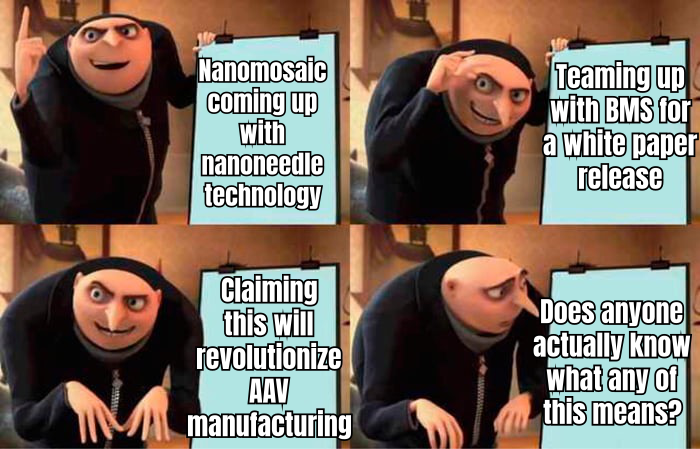 Nanomosaic
coming up
with
nanoneedle
technology
Teaming up
with BMS for
a white paper
release
Claiming
this will
revolutionize
AAV
manufacturing
Does anyone
actually know
what any of
this means?